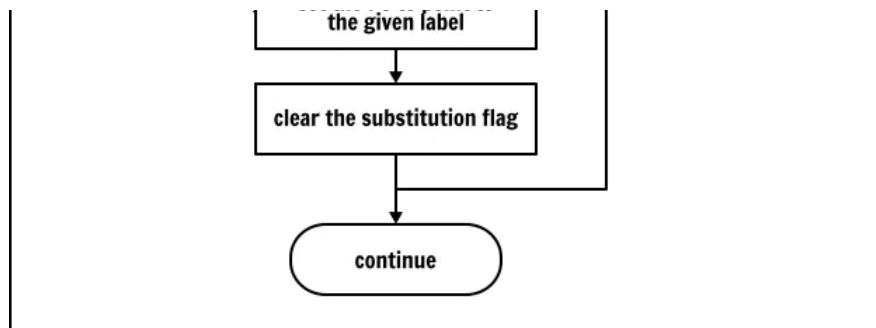 the given label
clear the substitution flag
continue